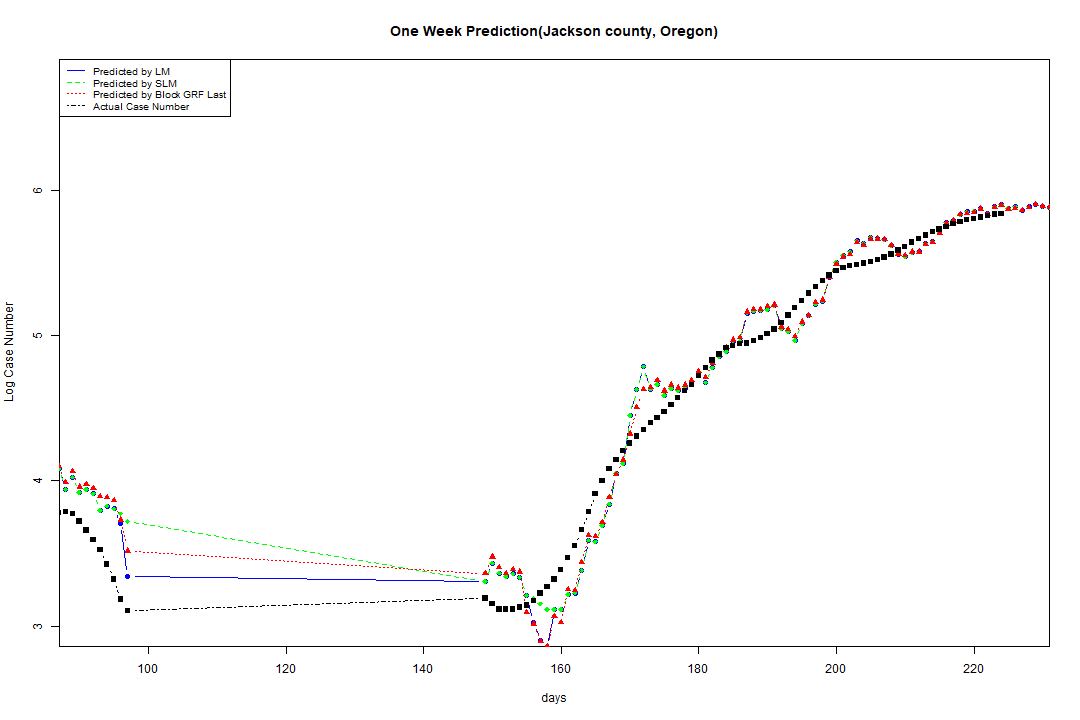 One Week Prediction(Jackson county, Oregon)
Predicted by LM
Predicted by SLM
Predicted by Block GRF Last
Actual Case Number
6
5
4
3
Log Case Number
100 120 140 160 180 200 220
days